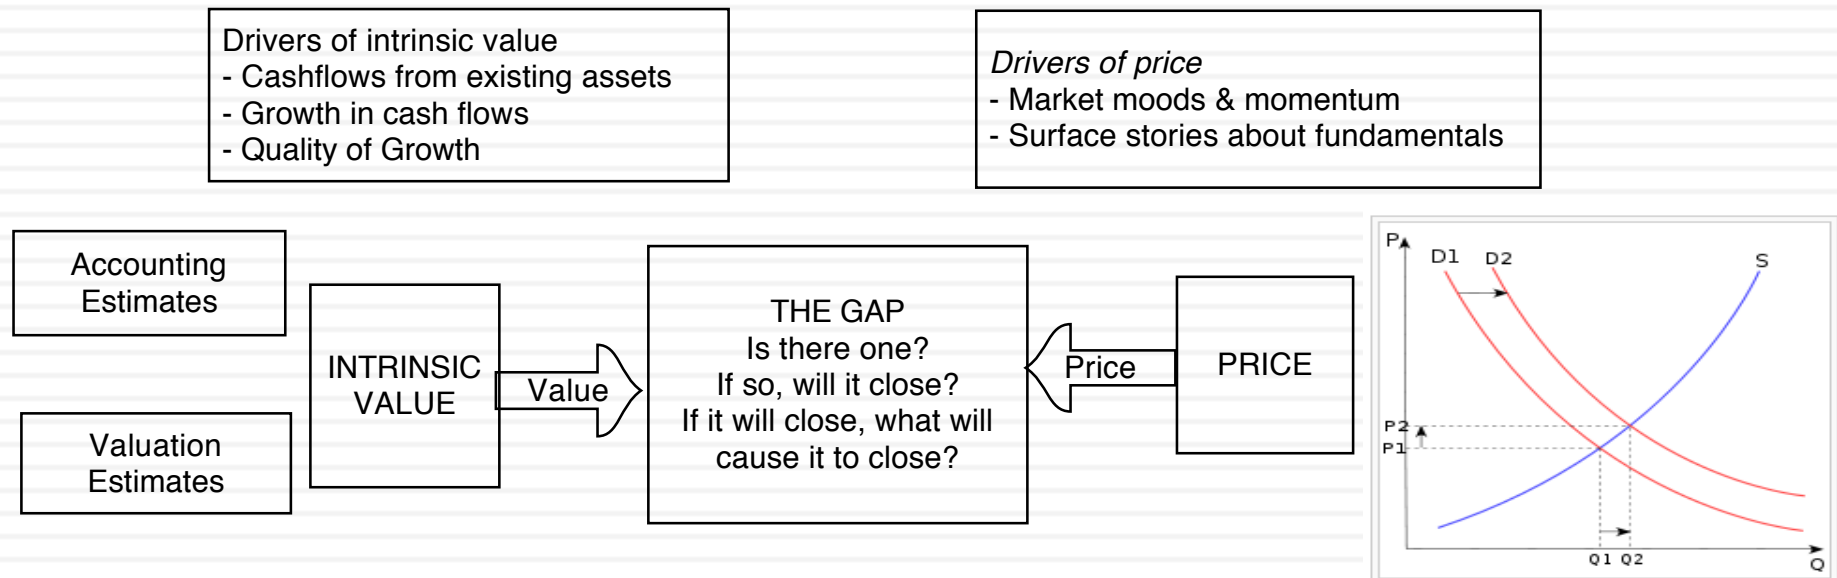 Drivers of intrinsic value
- Cashflows from existing assets
- Growth in cash flows
- Quality of Growth
Drivers of price
- Market moods & momentum
- Surface stories about fundamentals
Accounting
Estimates
Valuation
Estimates
INTRINSIC
VALUE
Value
THE GAP
Is there one?
If so, will it close?
If it will close, what will
cause it to close?
Price
PRICE
P
D1
D2
S
P2
P1
Q1
Q2
Q